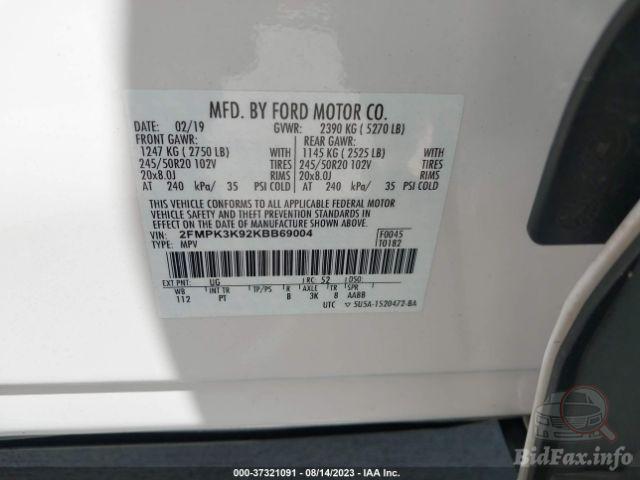 MFD. BY FORD MOTOR CO.
DATE: 02/19 GVWR: 2390 KG ( 5270 LB)
FRONT GAWR: REAR GAWR:
1247 KG ( 2750 LB) WITH 1145 KG ( 2525 LB) WITH
245/50R20 102V TIRES 245/50R20 102V TIRES
20x8.0J RIMS 20x8.0J RIMS
AT 240 kPa/ 35 PSI COLD AT 240 kPa/ 35 PSI COLD
THIS VEHICLE CONFORMS TO ALL APPLICABLE FEDERAL MOTOR
VEHICLE SAFETY AND THEFT PREVENTION STANDARDS IN
EFFECT ON THE DATE OF MANUFACTURE SHOWN ABOVE.
VIN: 2FMPK3K92KBB69004 F0045
TYPE: MPV T0182
EXT PNT: UG RC: 52 DSO:
WB INT TR TP/PS R AXLE TR SPR
112 PT B 3K 8 AABB
UTC 5U5A-1520472-BA
BidFax.info
000-37321091 - 08/14/2023 - IAA Inc.